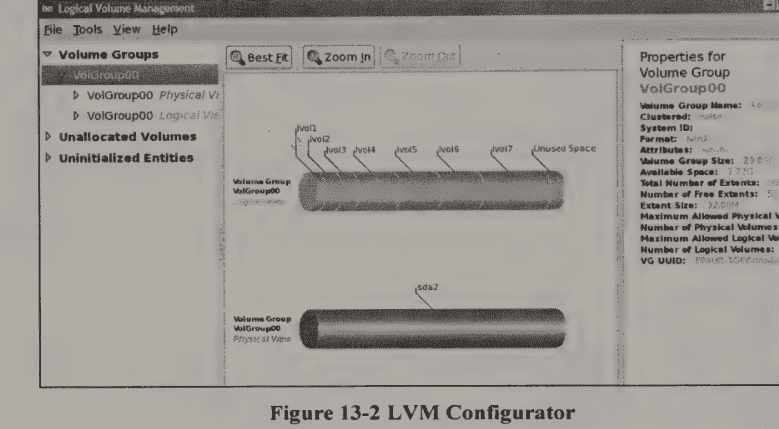 Logical Volume Management
File Tools View Help
Volume Groups
VolGroup00
VolGroup00 Physical
VolGroup00 Logical
Unallocated Volumes
Uninitialized Entities
Best Fit
Zoom In
Zoom Out
lvol1
lvol2
lvol3 lvol4 lvol5 lvol6 lvol7 Unused Space
Volume Group
VolGroup00
sda2
Volume Group
VolGroup00
Physical View
Properties for
Volume Group
VolGroup00
Volume Group Name:
Clustered:
System ID:
Format: lvm2
Attributes:
Volume Group Size:
Available Space:
Total Number of Extents:
Number of Free Extents:
Extent Size:
Maximum Allowed Physical
Number of Physical Volumes:
Maximum Allowed Logical
Number of Logical Volumes:
VG UUID:
Figure 13-2 LVM Configurator